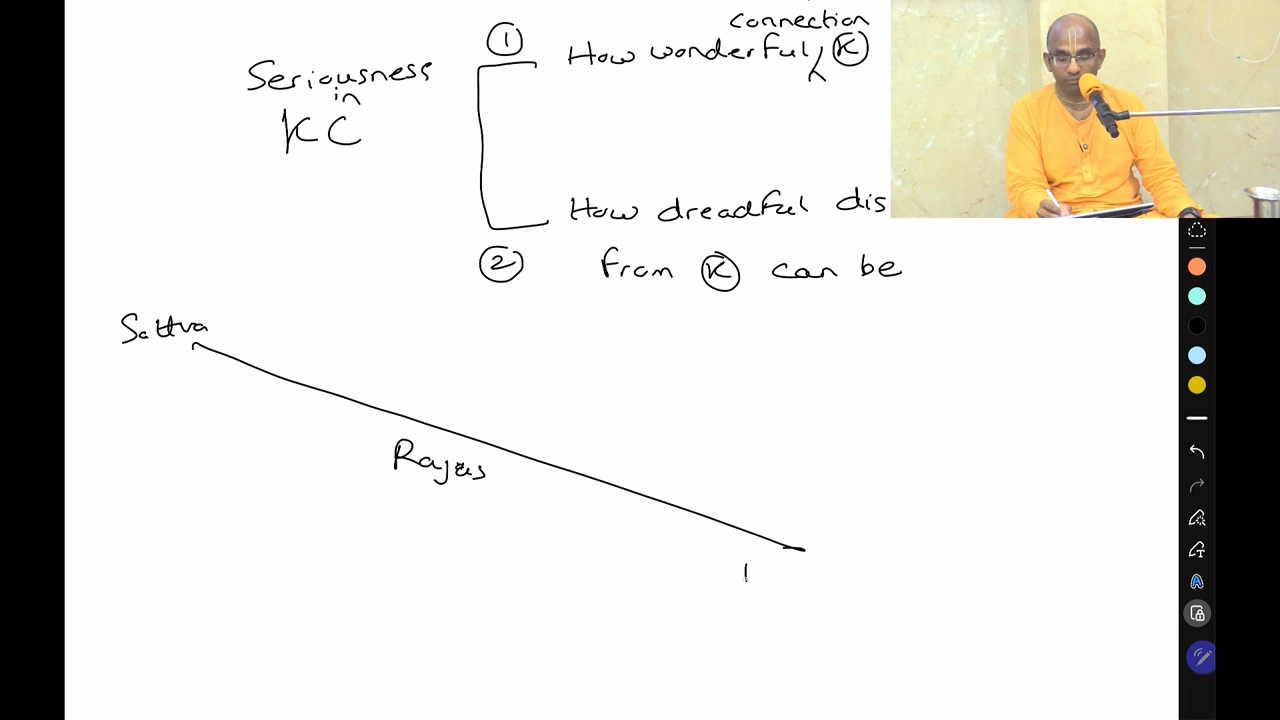 connection
① How wonderful Ⓚ
Seriousness
in
KC
How dreadful dis
② from Ⓚ can be
Sattva
Rajas
A